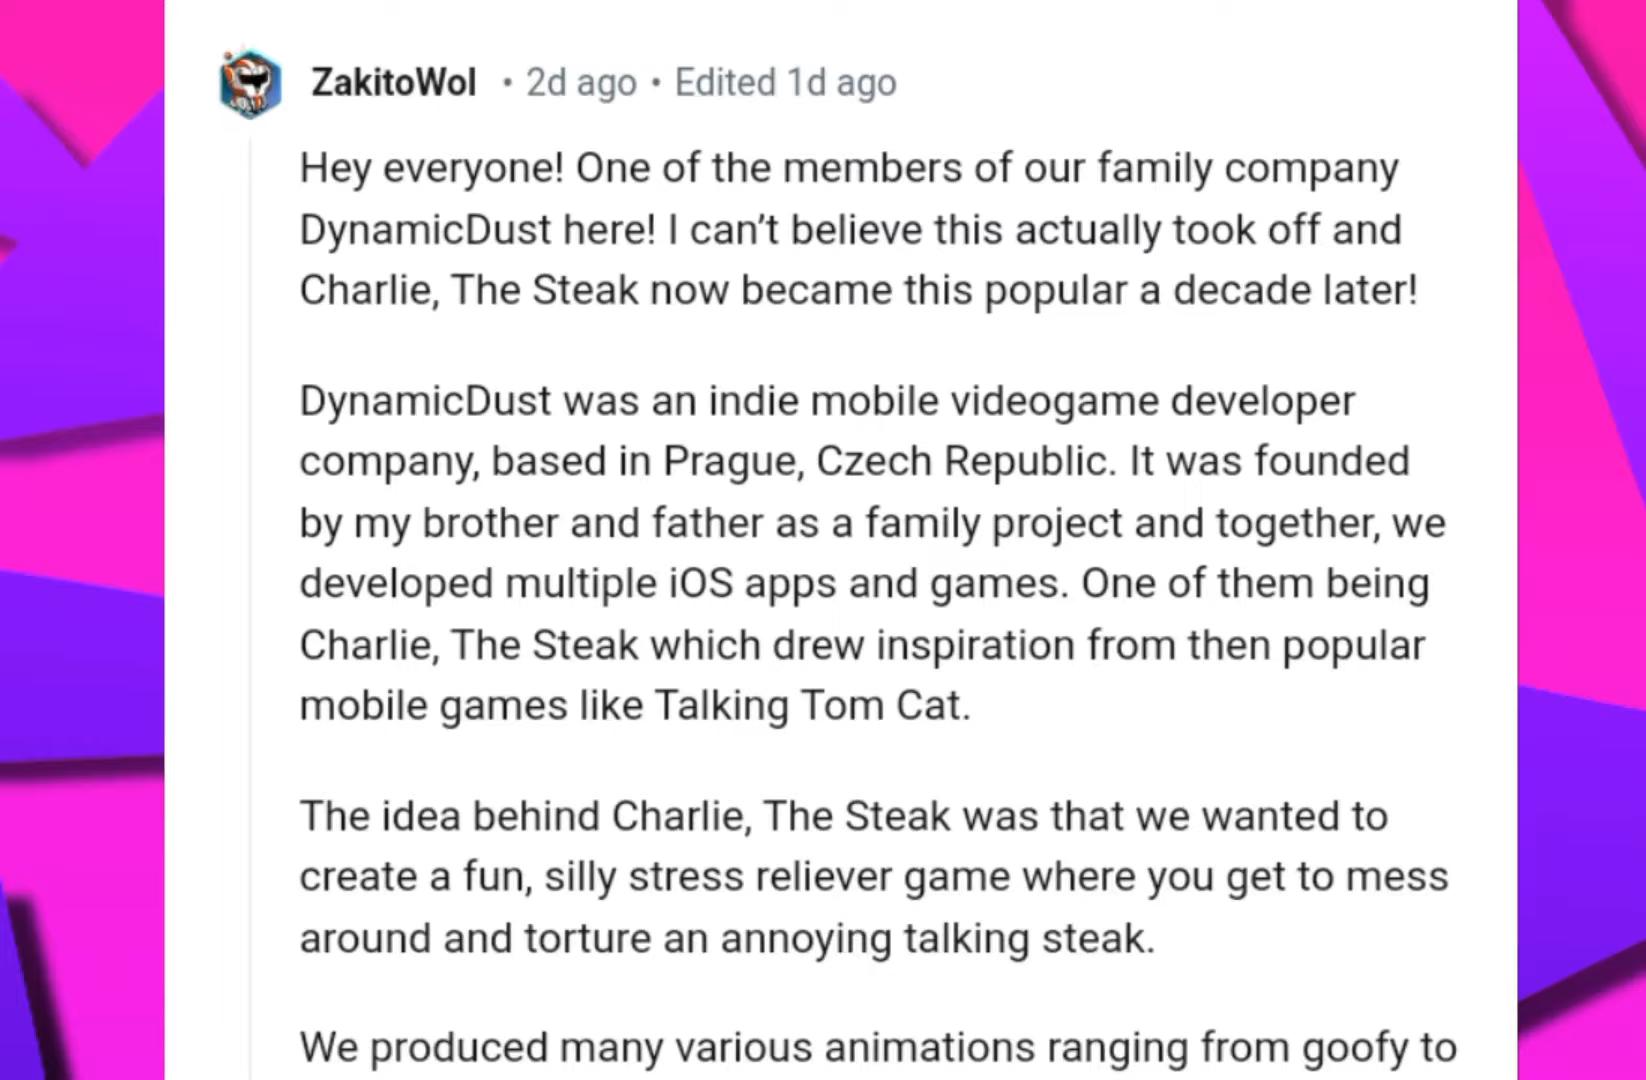 ZakitoWol • 2d ago • Edited 1d ago
Hey everyone! One of the members of our family company
DynamicDust here! I can’t believe this actually took off and
Charlie, The Steak now became this popular a decade later!
DynamicDust was an indie mobile videogame developer
company, based in Prague, Czech Republic. It was founded
by my brother and father as a family project and together, we
developed multiple iOS apps and games. One of them being
Charlie, The Steak which drew inspiration from then popular
mobile games like Talking Tom Cat.
The idea behind Charlie, The Steak was that we wanted to
create a fun, silly stress reliever game where you get to mess
around and torture an annoying talking steak.
We produced many various animations ranging from goofy to